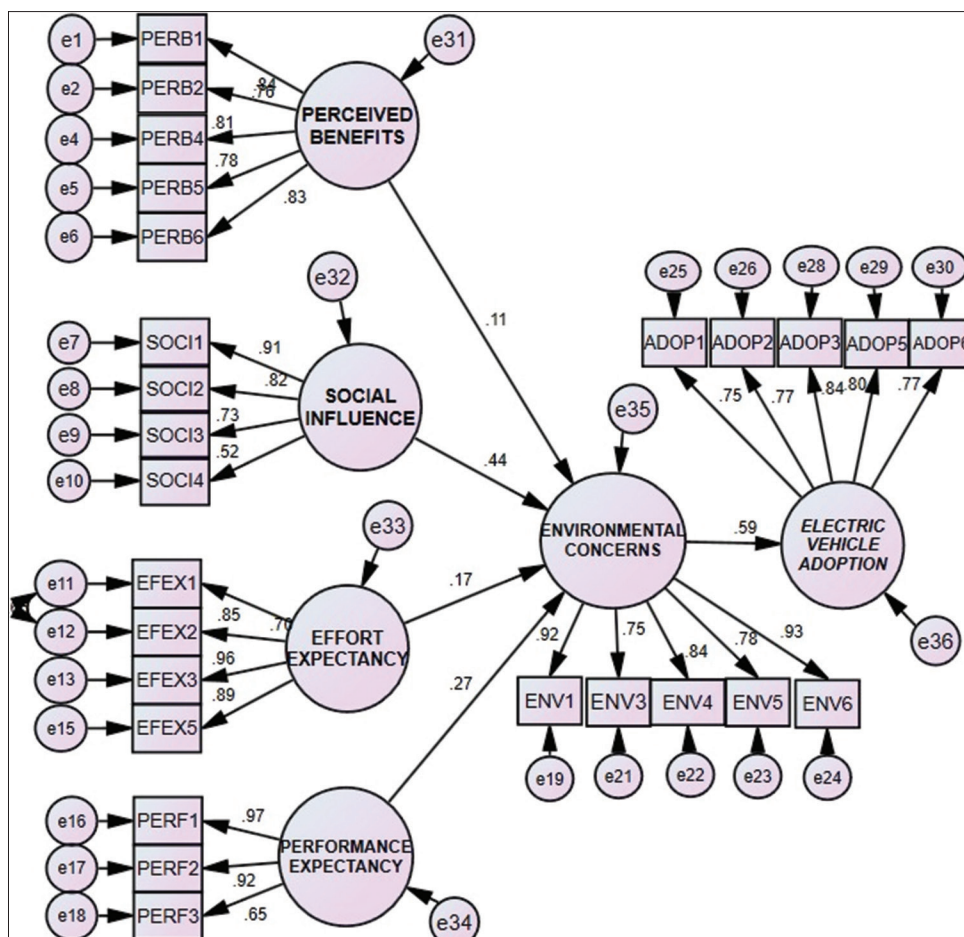 e1 PERB1
e31
e2 PERB2
.84
.76
PERCEIVED
BENEFITS
e4 PERB4 .81
e5 PERB5 .78
e6 PERB6 .83
e32
.11
e25 e26 e28 e29 e30
ADOP1 ADOP2 ADOP3 ADOP5 ADOP6
.75 .77 .84 .80 .77
e7 SOCI1 .91
e8 SOCI2 .82
SOCIAL
INFLUENCE
e9 SOCI3 .73
e10 SOCI4 .52
e35
.44
e33
ENVIRONMENTAL
CONCERNS
.59
ELECTRIC
VEHICLE
ADOPTION
e36
e11 EFEX1
e12 EFEX2 .85
EFFORT
EXPECTANCY
.17
e13 EFEX3 .96
e15 EFEX5 .89
.27
.92 .75 .84 .78 .93
ENV1 ENV3 ENV4 ENV5 ENV6
e19 e21 e22 e23 e24
e16 PERF1 .97
e17 PERF2 .92
PERFORMANCE
EXPECTANCY
e18 PERF3 .65
e34